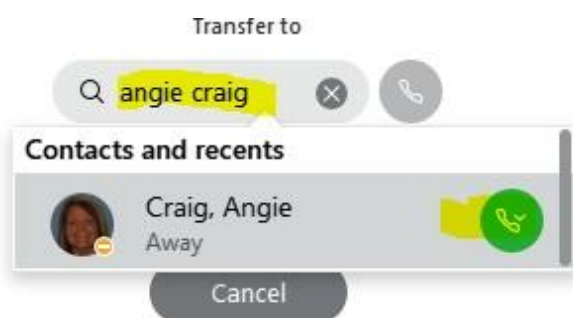 Transfer to
angie craig
Contacts and recents
Craig, Angie
Away
Cancel